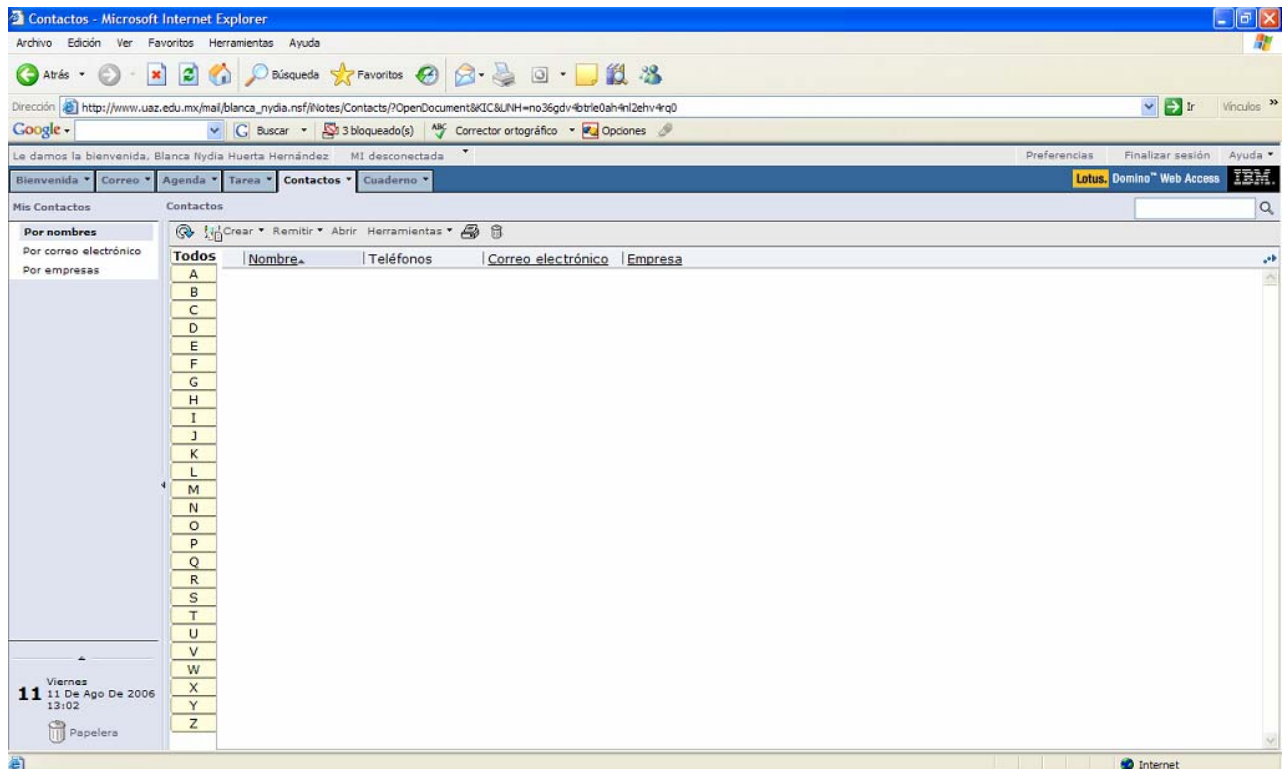 Contactos - Microsoft Internet Explorer
Archivo Edición Ver Favoritos Herramientas Ayuda
Atrás Búsqueda Favoritos
Dirección http://www.uaz.edu.mx/mail/blanca_nydia.nsf/iNotes/Contacts/?OpenDocument&KIC&UNH=no36gdv4btrle0ah4nl2ehv4rq0 Ir Vínculos »
Google Buscar 3 bloqueado(s) ABC Corrector ortográfico Opciones
Le damos la bienvenida, Blanca Nydia Huerta Hernández MI desconectada Preferencias Finalizar sesión Ayuda
Bienvenida Correo Agenda Tarea Contactos Cuaderno Lotus. Domino™ Web Access IBM.
Mis Contactos Contactos
Por nombres
Por correo electrónico
Por empresas
Crear Remitir Abrir Herramientas
Todos Nombre Teléfonos Correo electrónico Empresa
A
B
C
D
E
F
G
H
I
J
K
L
M
N
O
P
Q
R
S
T
U
V
W
X
Y
Z
Viernes
11 11 De Ago De 2006
13:02
Papelera
Internet